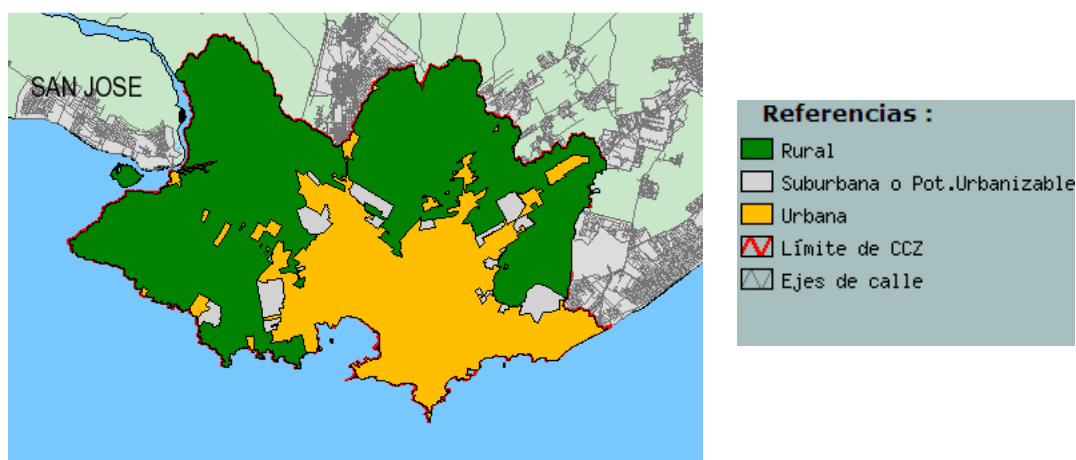 SAN JOSE
Referencias :
Rural
Suburbana o Pot.Urbanizable
Urbana
Límite de CCZ
Ejes de calle